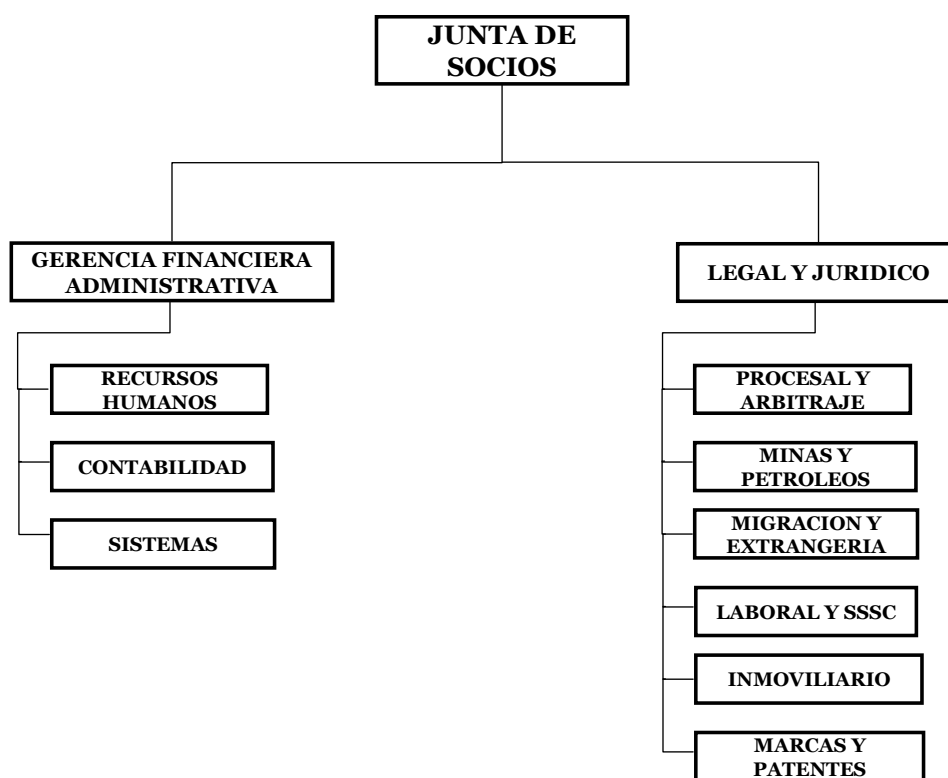 JUNTA DE
SOCIOS
GERENCIA FINANCIERA
ADMINISTRATIVA
RECURSOS
HUMANOS
CONTABILIDAD
SISTEMAS
LEGAL Y JURIDICO
PROCESAL Y
ARBITRAJE
MINAS Y
PETROLEOS
MIGRACION Y
EXTRANGERIA
LABORAL Y SSSC
INMOVILIARIO
MARCAS Y
PATENTES